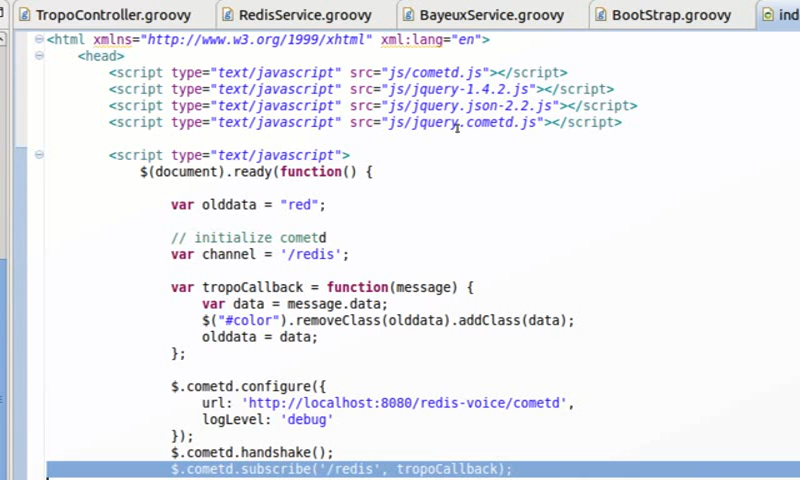 TropoController.groovy RedisService.groovy BayeuxService.groovy BootStrap.groovy ind
<html xmlns="http://www.w3.org/1999/xhtml" xml:lang="en">
<head>
<script type="text/javascript" src="js/cometd.js"></script>
<script type="text/javascript" src="js/jquery-1.4.2.js"></script>
<script type="text/javascript" src="js/jquery.json-2.2.js"></script>
<script type="text/javascript" src="js/jquery.cometd.js"></script>
<script type="text/javascript">
$(document).ready(function() {
var olddata = "red";
// initialize cometd
var channel = '/redis';
var tropoCallback = function(message) {
var data = message.data;
$("#color").removeClass(olddata).addClass(data);
olddata = data;
};
$.cometd.configure({
url: 'http://localhost:8080/redis-voice/cometd',
logLevel: 'debug'
});
$.cometd.handshake();
$.cometd.subscribe('/redis', tropoCallback);